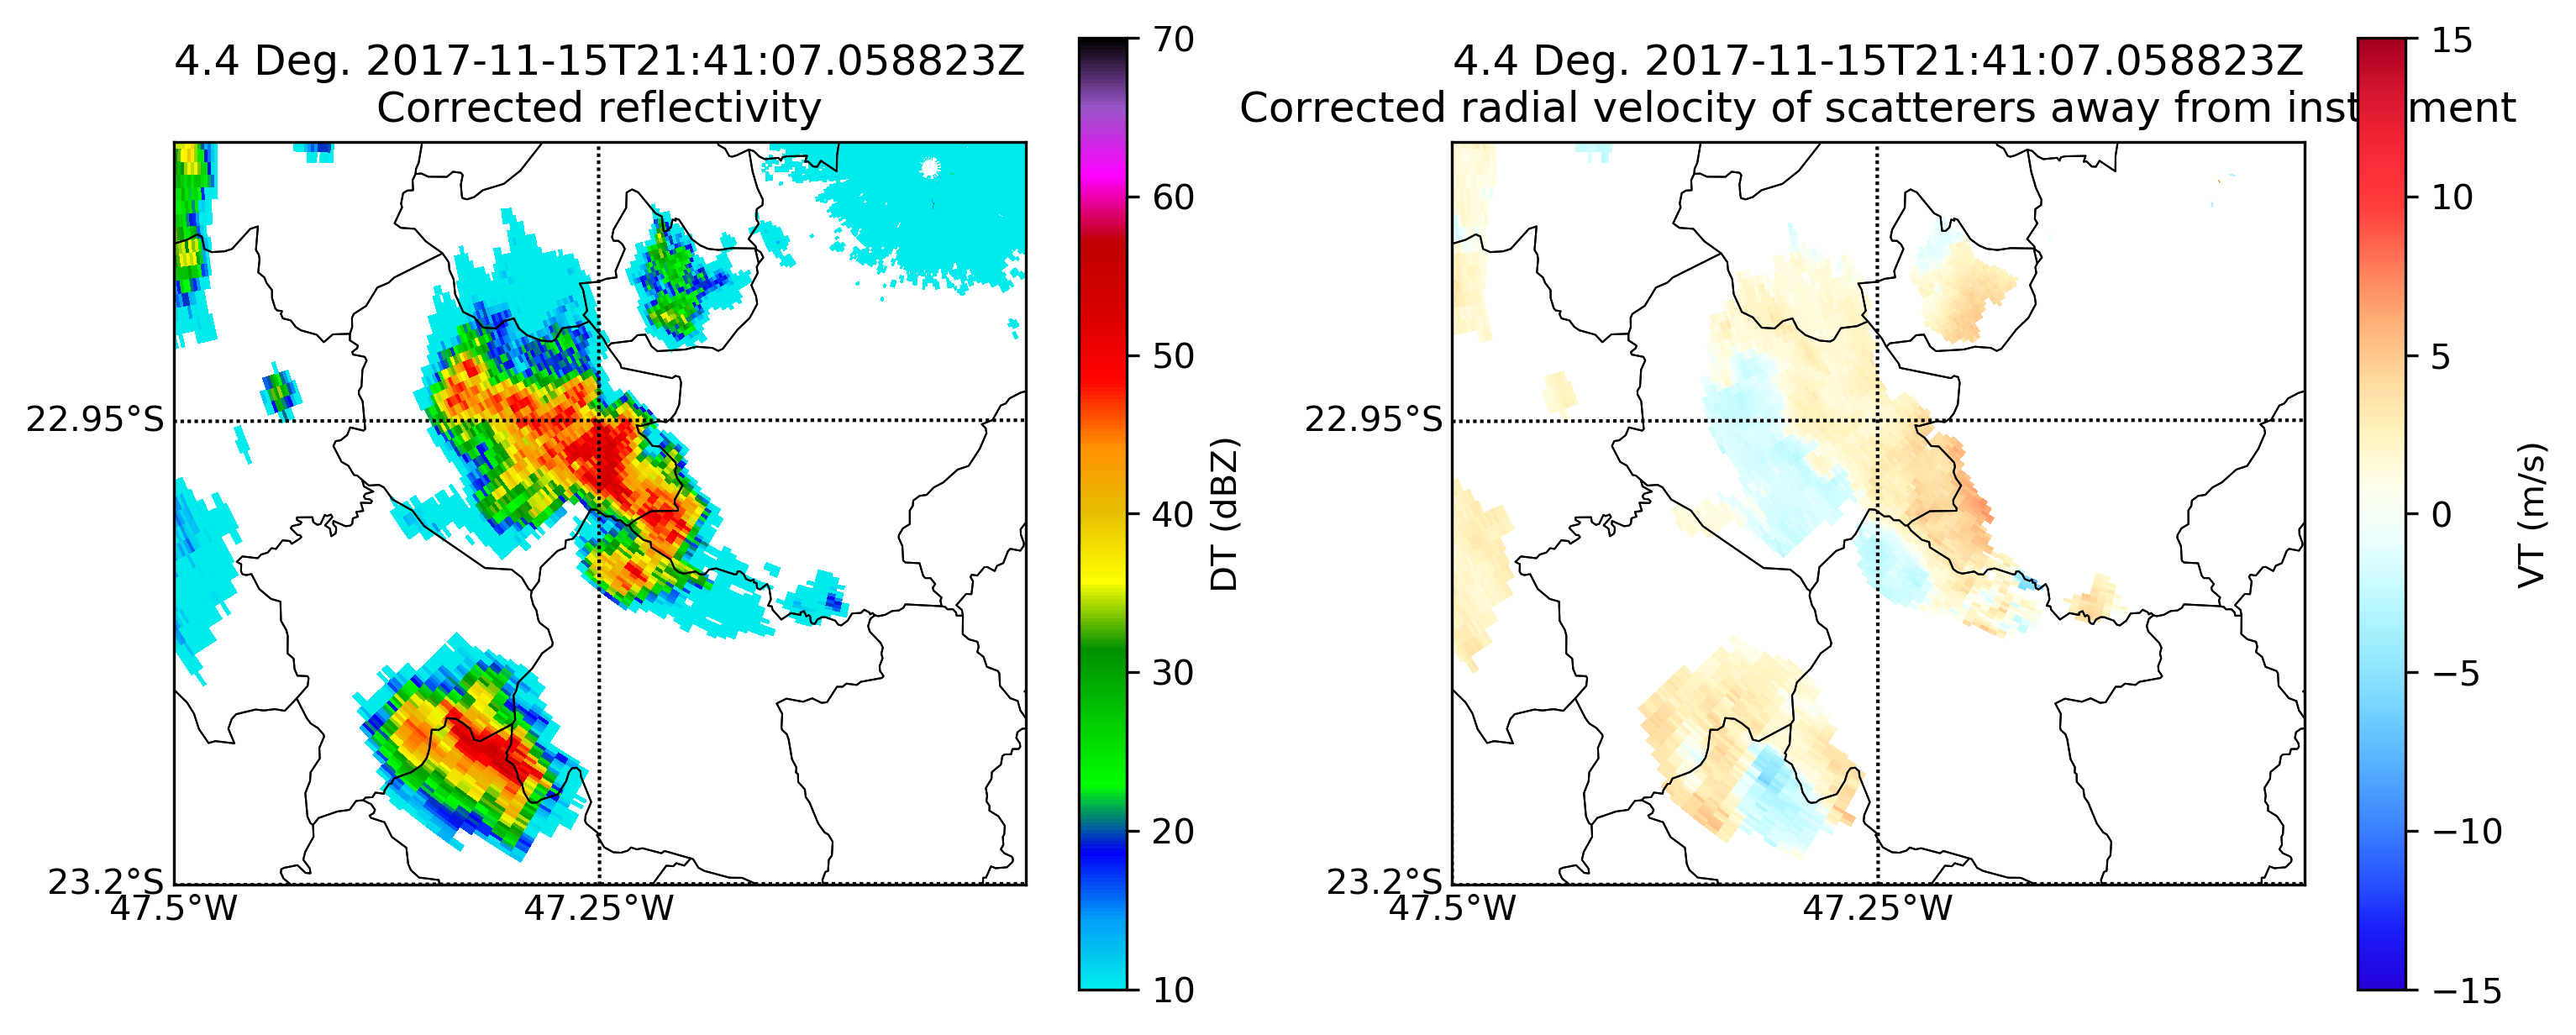 4.4 Deg. 2017-11-15T21:41:07.058823Z
Corrected reflectivity
22.95°S
23.2°S
47.5°W
47.25°W
70
60
50
40
30
20
10
DT (dBZ)
4.4 Deg. 2017-11-15T21:41:07.058823Z
Corrected radial velocity of scatterers away from inst ment
22.95°S
23.2°S
47.5°W
47.25°W
15
10
5
0
−5
−10
−15
VT (m/s)